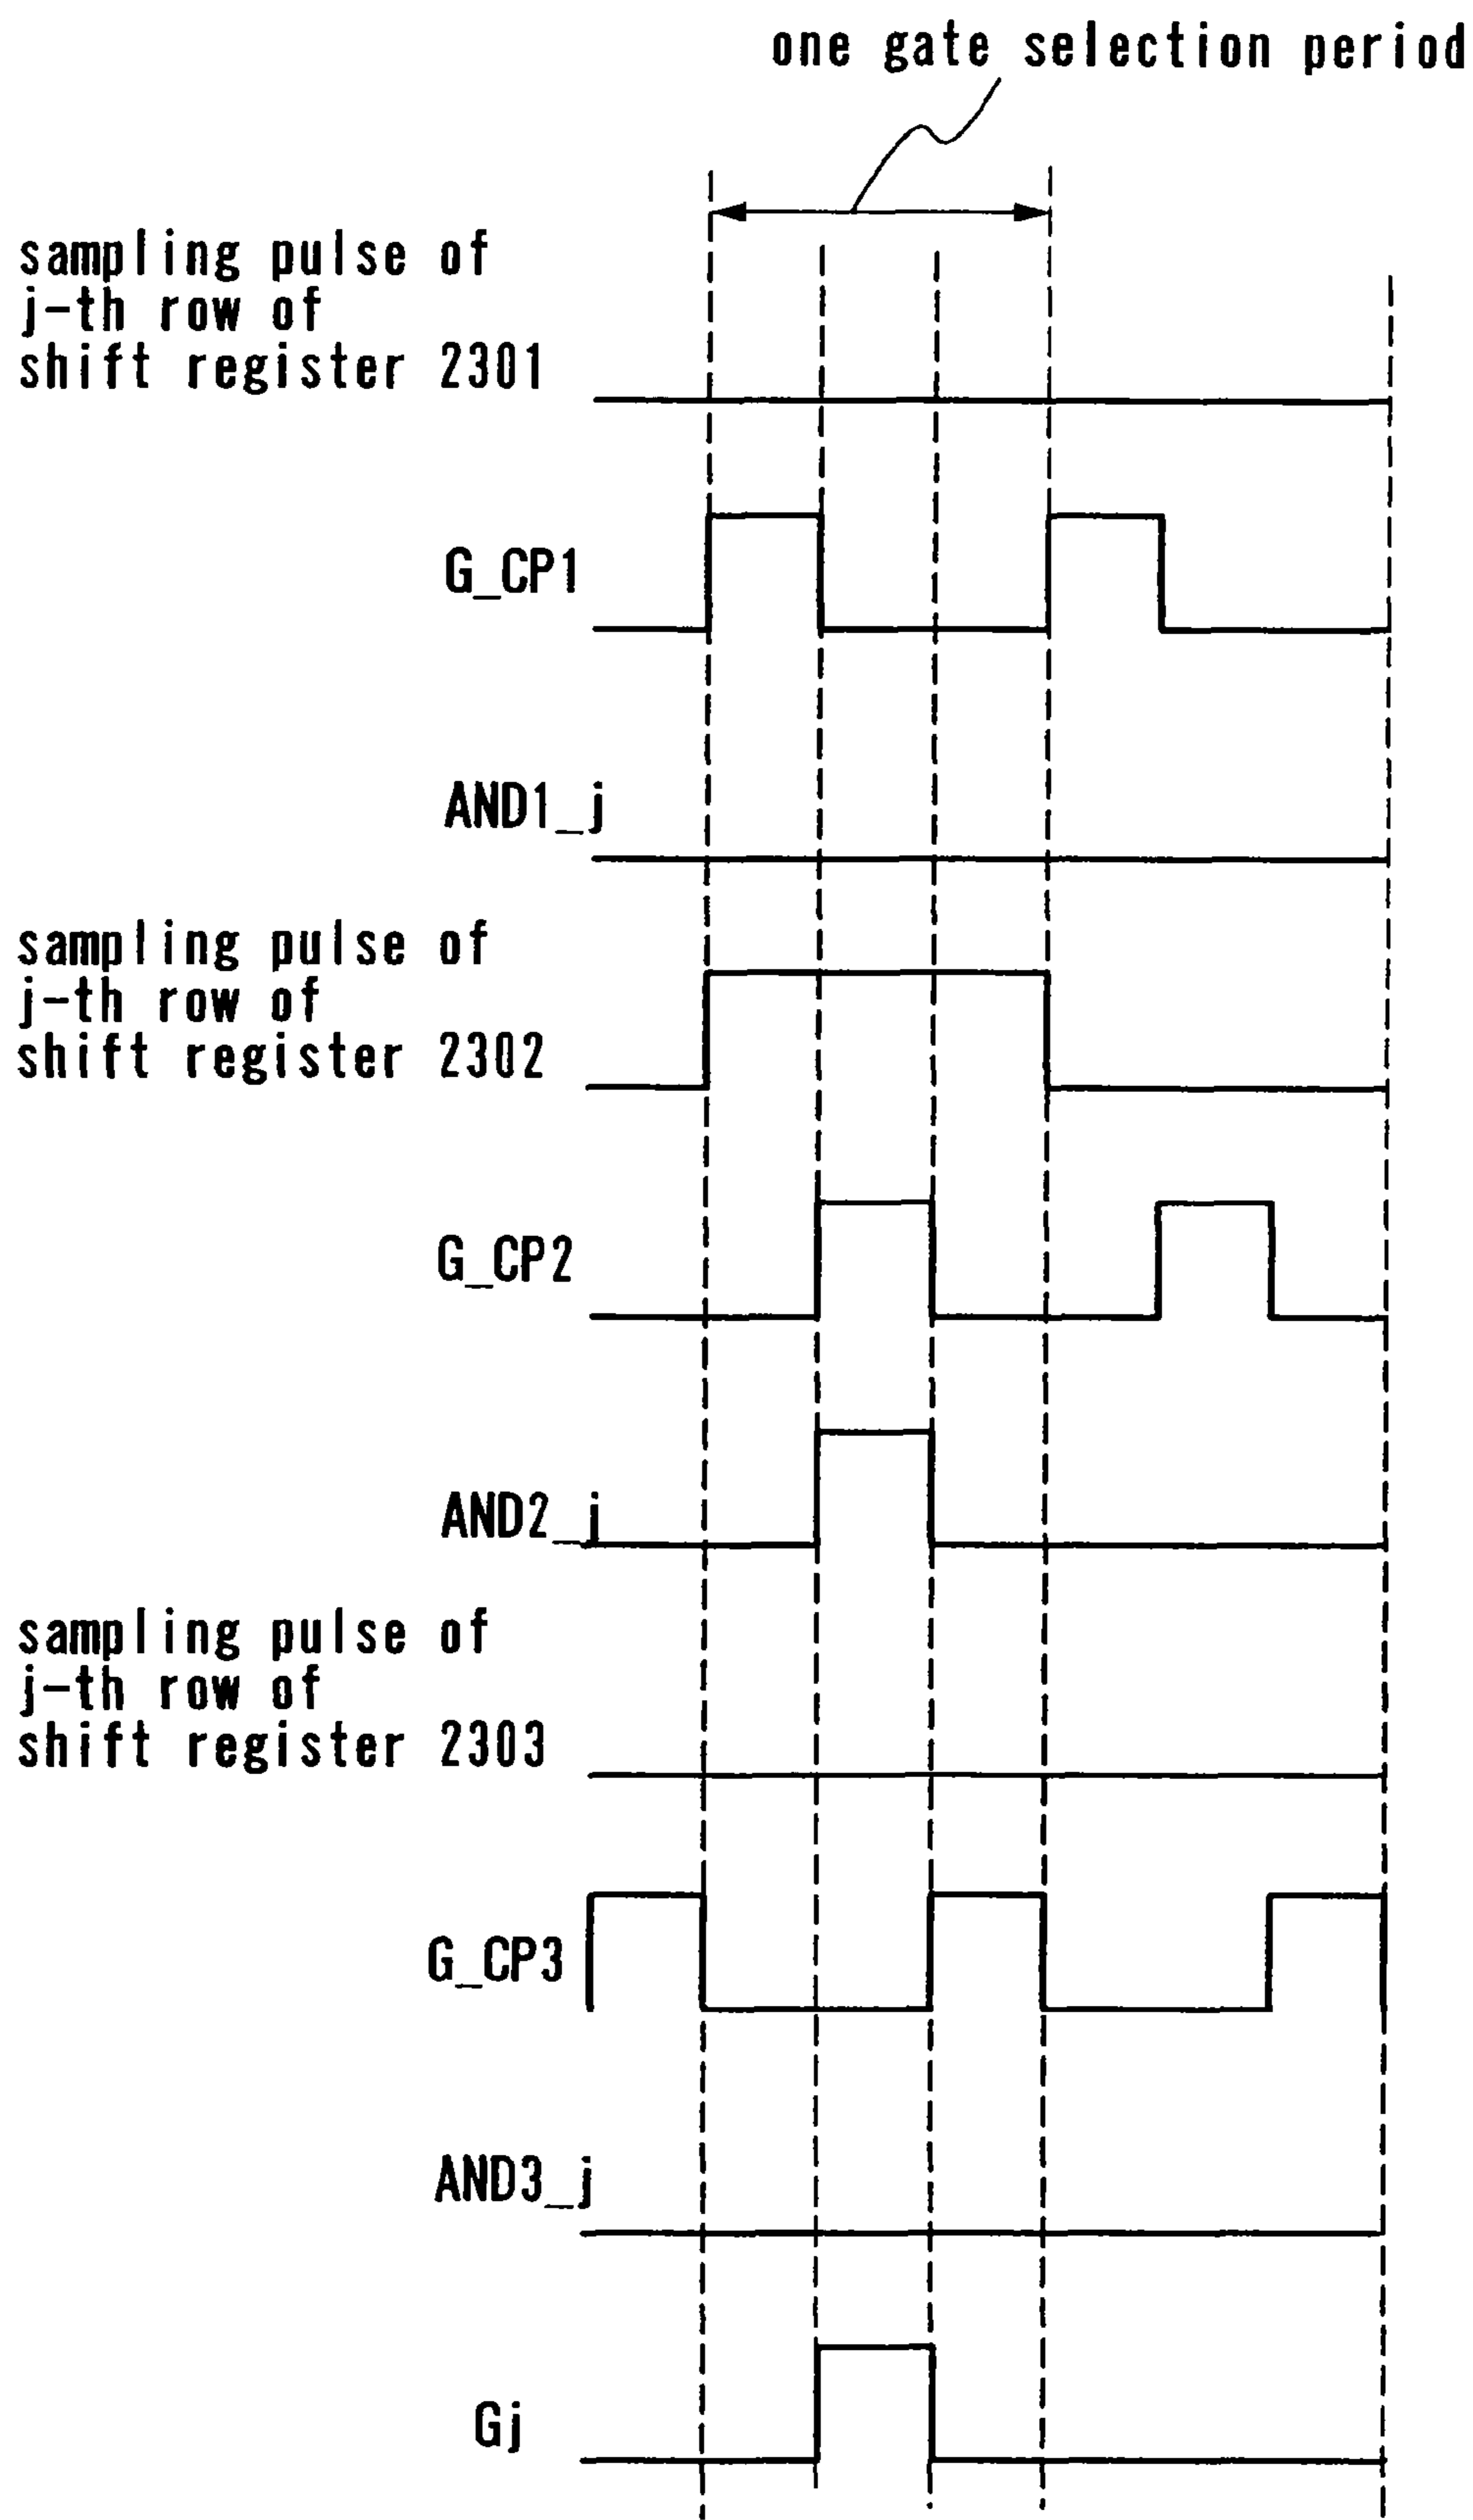 one gate selection period
sampling pulse of
j-th row of
shift register 2301
G_CP1
AND1_j
sampling pulse of
j-th row of
shift register 2302
G_CP2
AND2_j
sampling pulse of
j-th row of
shift register 2303
G_CP3
AND3_j
Gj